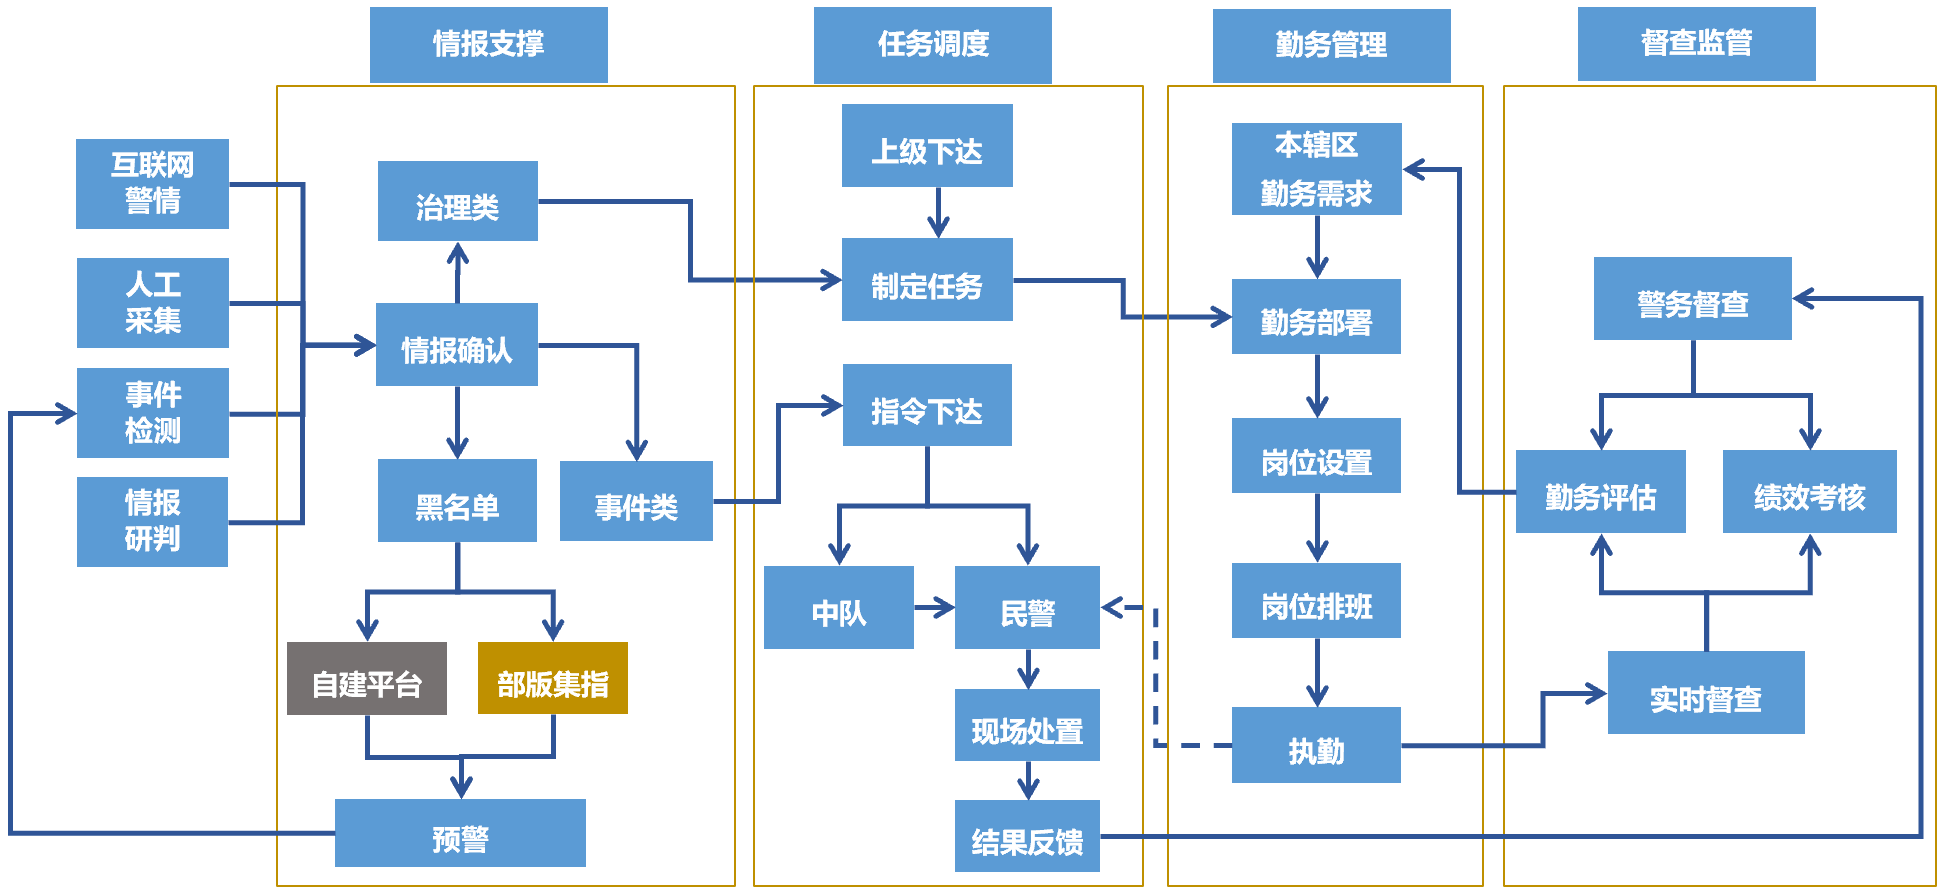 情报支撑
任务调度
勤务管理
督查监管
互联网
警情
人工
采集
事件
检测
情报
研判
治理类
情报确认
黑名单
事件类
自建平台
部版集指
预警
上级下达
制定任务
指令下达
中队
民警
现场处置
结果反馈
本辖区
勤务需求
勤务部署
岗位设置
岗位排班
执勤
警务督查
勤务评估
绩效考核
实时督查